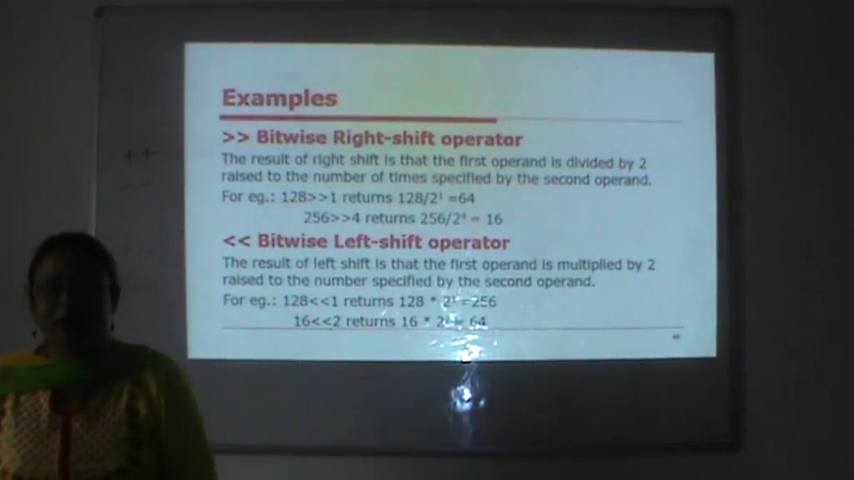 Examples
>> Bitwise Right-shift operator
The result of right shift is that the first operand is divided by 2
raised to the number of times specified by the second operand.
For eg.: 128>>1 returns 128/2¹ =64
256>>4 returns 256/2⁴ = 16
<< Bitwise Left-shift operator
The result of left shift is that the first operand is multiplied by 2
raised to the number specified by the second operand.
For eg.: 128<<1 returns 128 * 2¹ =256
16<<2 returns 16 * 2 = 64
++